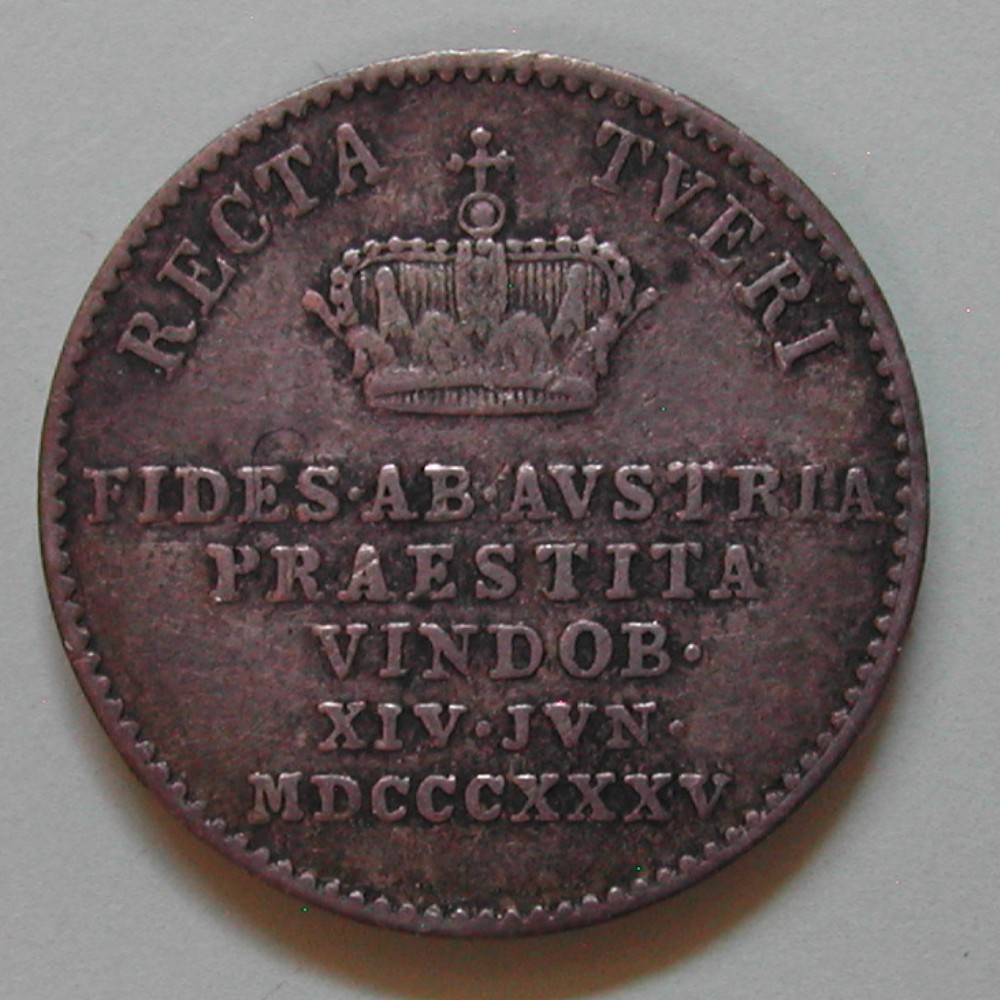 RECTA TVERI
FIDES·AB·AVSTRIA
PRAESTITA
VINDOB·
XIV·JVN·
MDCCCXXXV